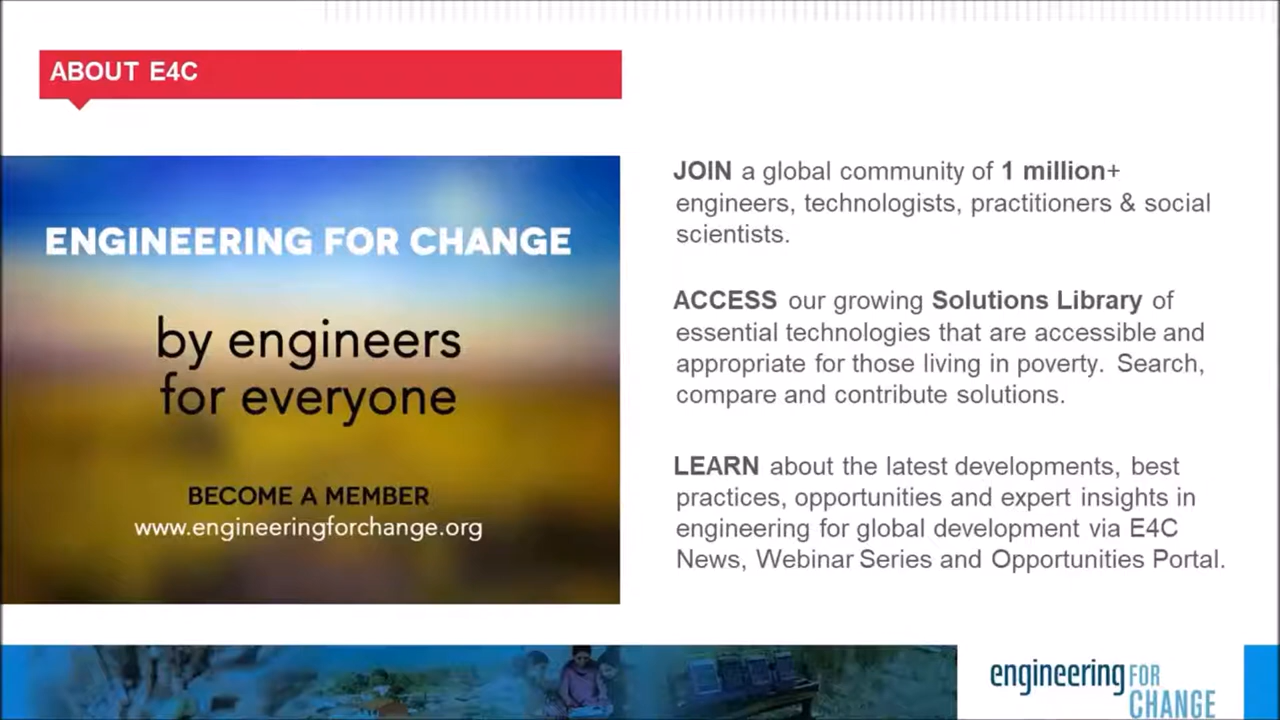 ABOUT E4C
ENGINEERING FOR CHANGE
by engineers
for everyone
BECOME A MEMBER
www.engineeringforchange.org
JOIN a global community of 1 million+
engineers, technologists, practitioners & social
scientists.
ACCESS our growing Solutions Library of
essential technologies that are accessible and
appropriate for those living in poverty. Search,
compare and contribute solutions.
LEARN about the latest developments, best
practices, opportunities and expert insights in
engineering for global development via E4C
News, Webinar Series and Opportunities Portal.
engineering FOR
CHANGE